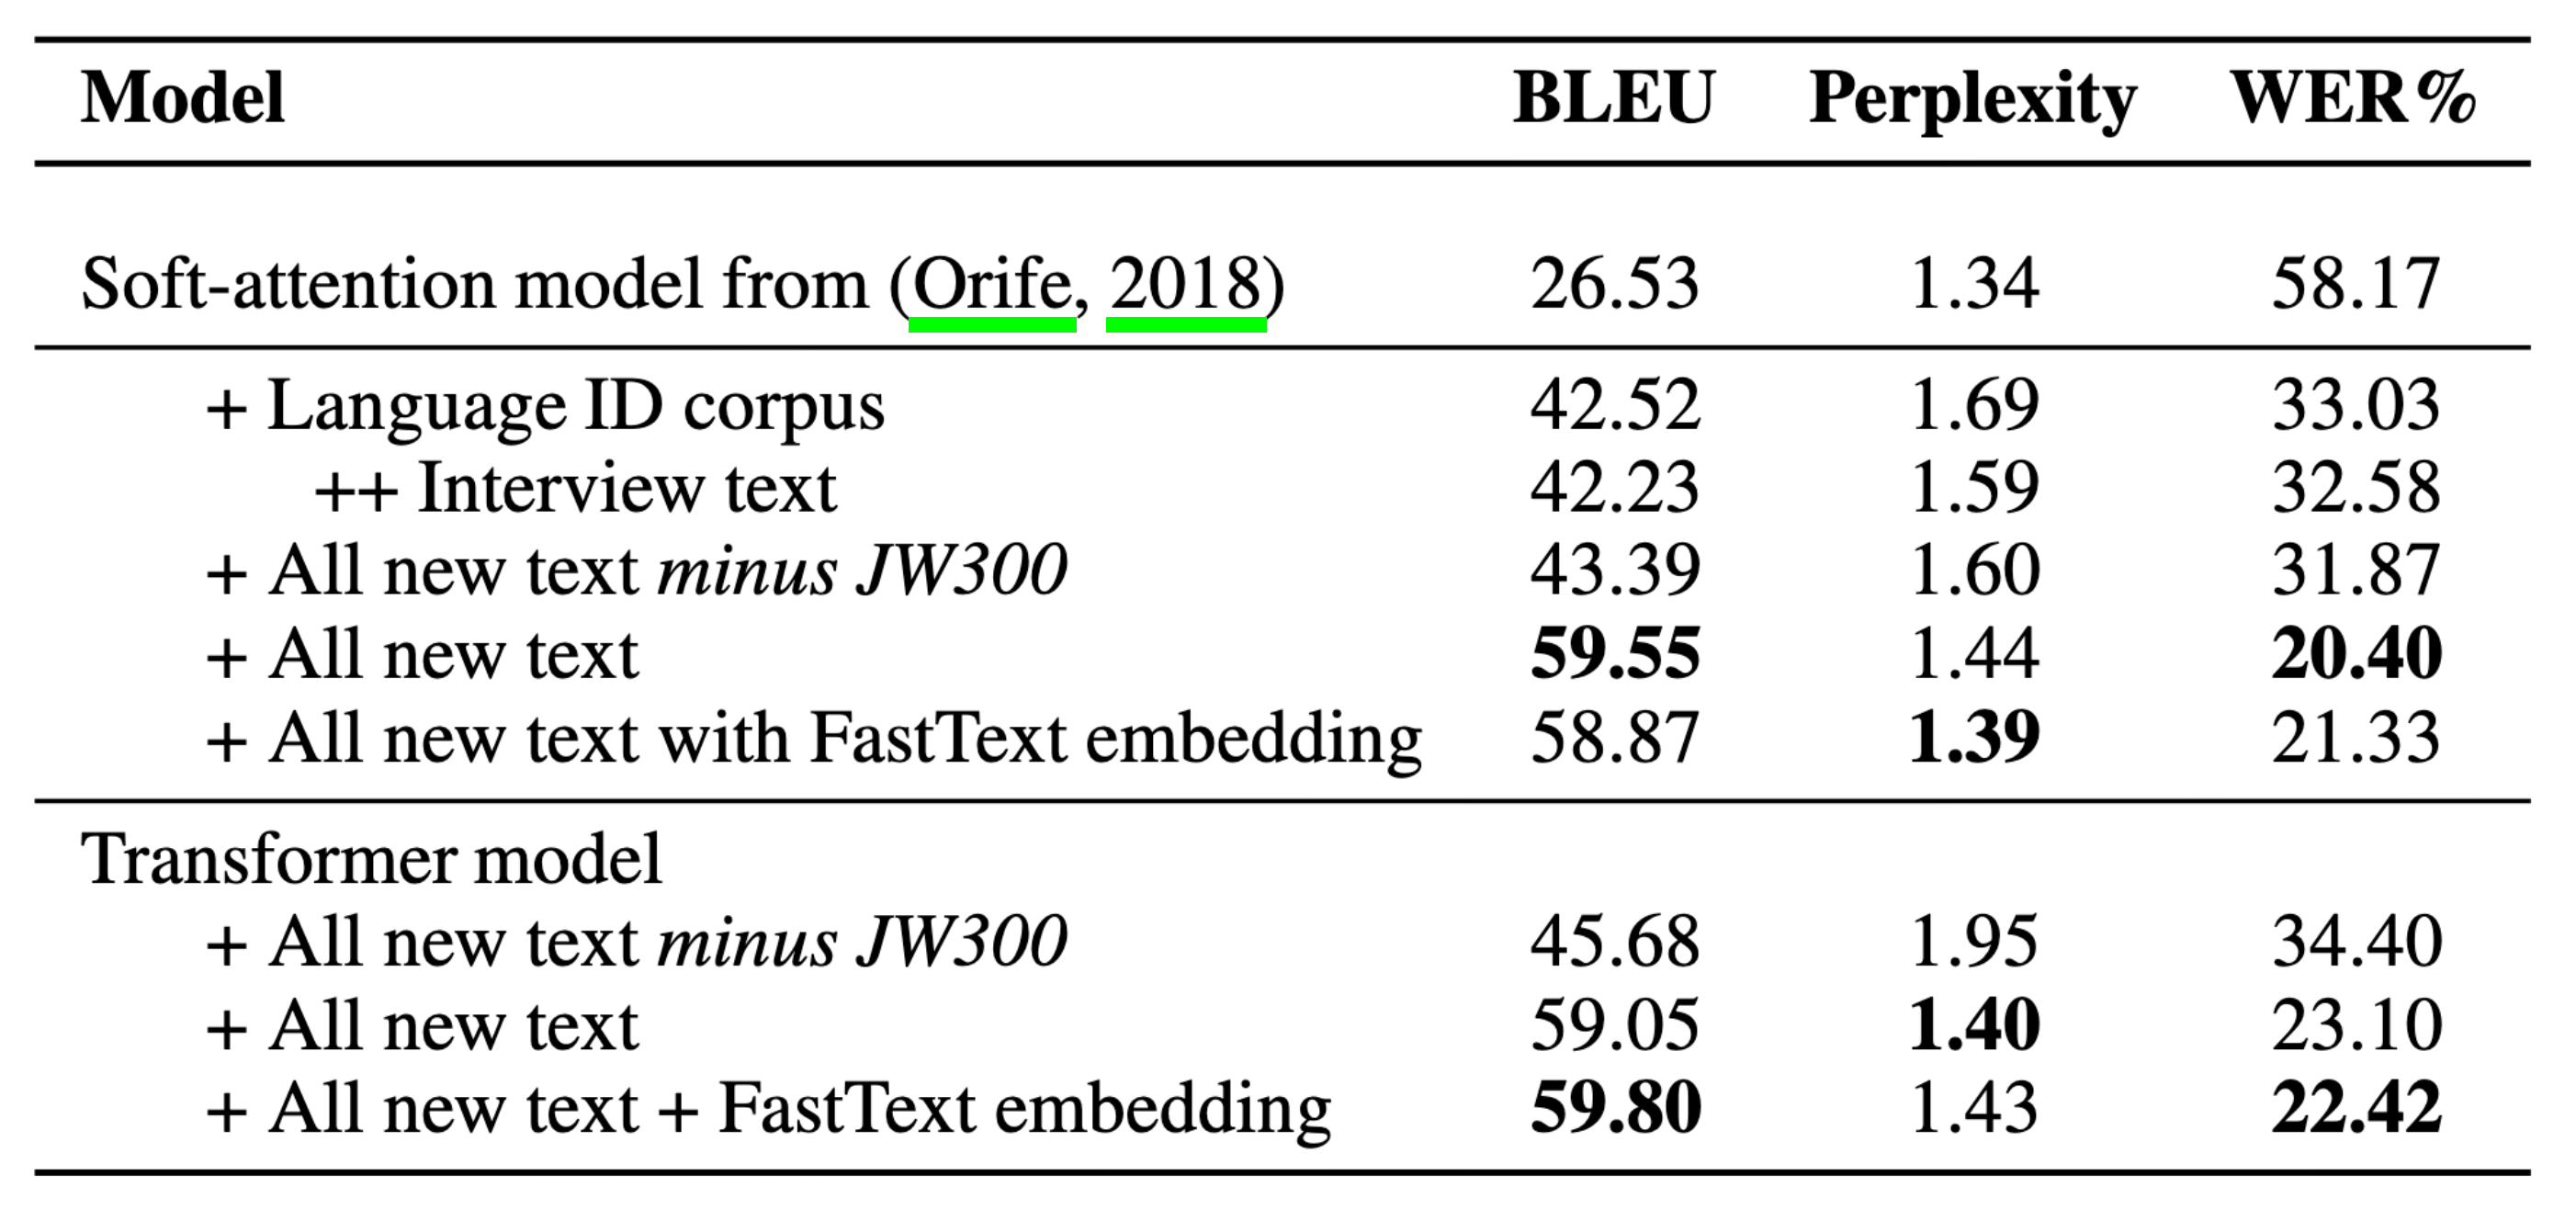 Model BLEU Perplexity WER%
Soft-attention model from (Orife, 2018) 26.53 1.34 58.17
+ Language ID corpus 42.52 1.69 33.03
++ Interview text 42.23 1.59 32.58
+ All new text minus JW300 43.39 1.60 31.87
+ All new text 59.55 1.44 20.40
+ All new text with FastText embedding 58.87 1.39 21.33
Transformer model
+ All new text minus JW300 45.68 1.95 34.40
+ All new text 59.05 1.40 23.10
+ All new text + FastText embedding 59.80 1.43 22.42